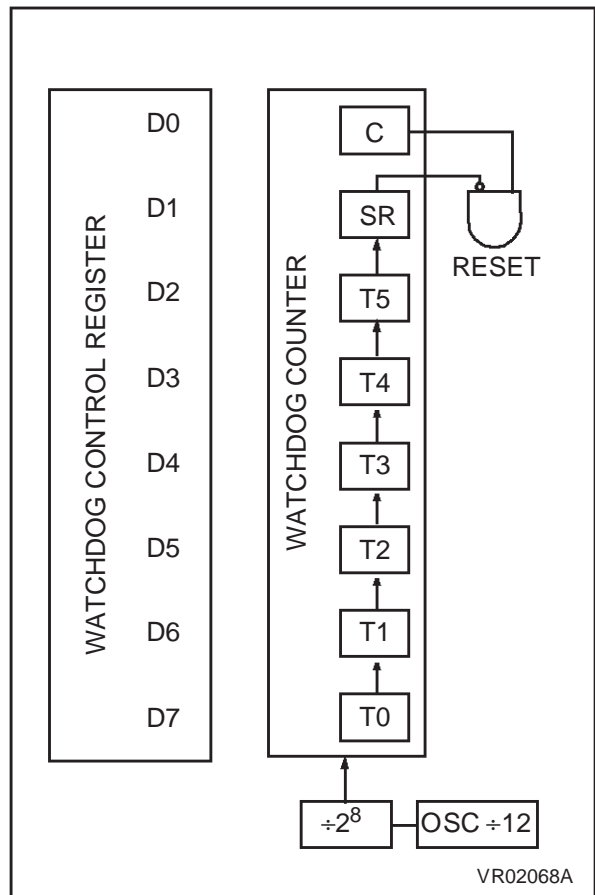 WATCHDOG CONTROL REGISTER
D0
D1
D2
D3
D4
D5
D6
D7
WATCHDOG COUNTER
C
SR
T5
T4
T3
T2
T1
T0
RESET
÷2⁸
OSC ÷12
VR02068A